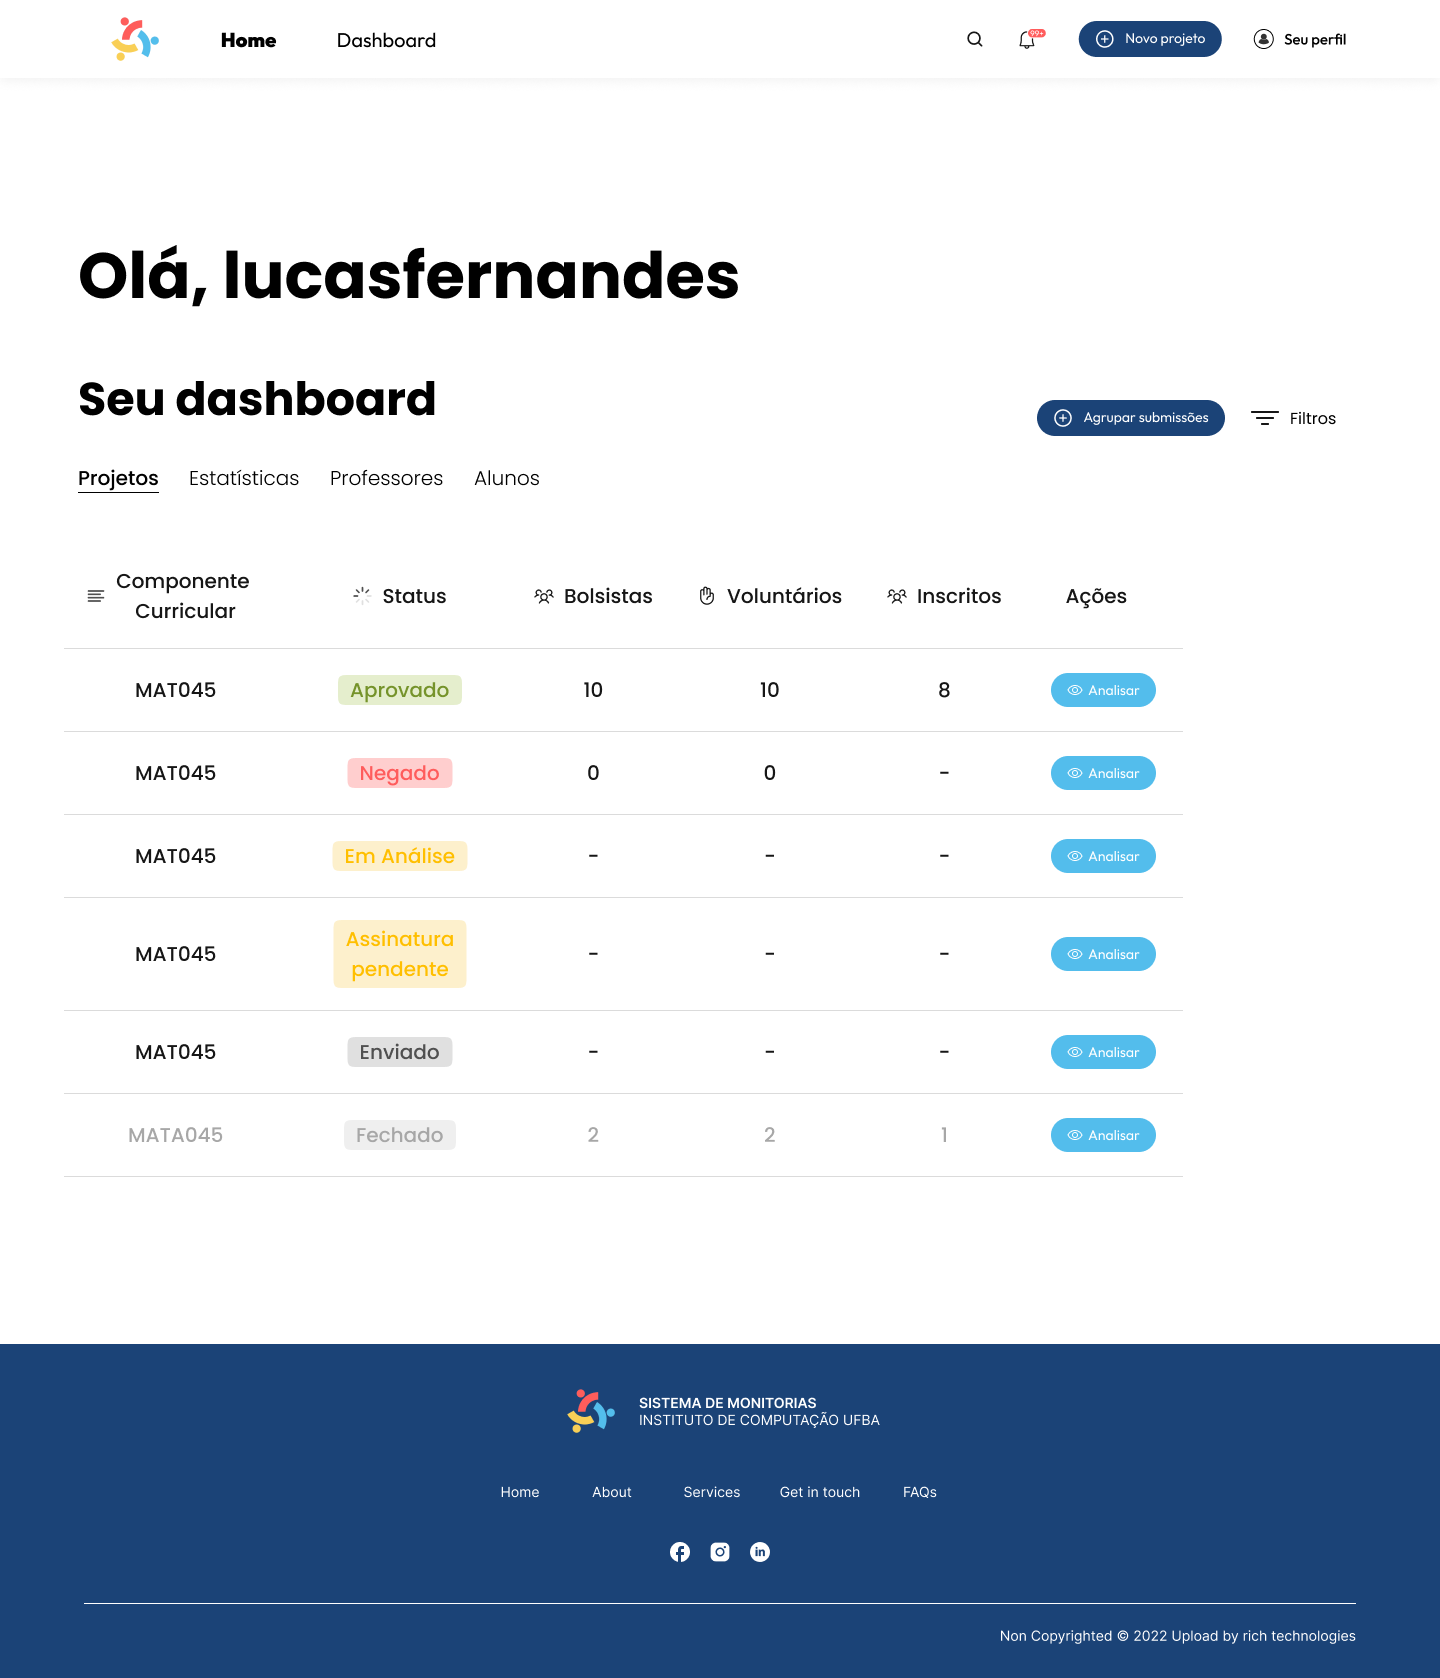 Home
Dashboard
99+
Novo projeto
Seu perfil
Olá, lucasfernandes
Seu dashboard
Agrupar submissões
Filtros
Projetos
Estatísticas
Professores
Alunos
Componente
Curricular
Status
Bolsistas
Voluntários
Inscritos
Ações
MAT045
Aprovado
10
10
8
Analisar
MAT045
Negado
0
0
-
Analisar
MAT045
Em Análise
-
-
-
Analisar
MAT045
Assinatura
pendente
-
-
-
Analisar
MAT045
Enviado
-
-
-
Analisar
MATA045
Fechado
2
2
1
Analisar
SISTEMA DE MONITORIAS
INSTITUTO DE COMPUTAÇÃO UFBA
Home
About
Services
Get in touch
FAQs
Non Copyrighted © 2022 Upload by rich technologies